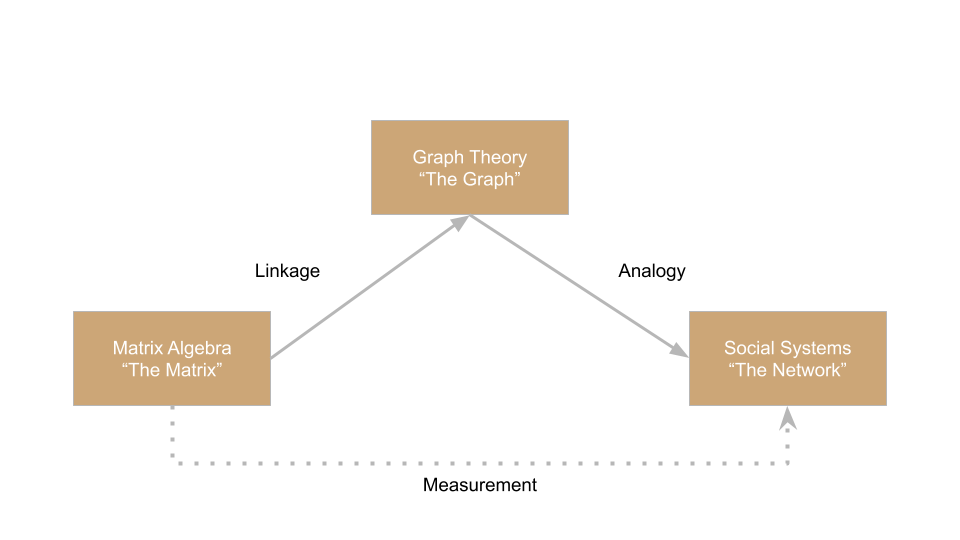 Graph Theory
“The Graph”
Linkage
Analogy
Matrix Algebra
“The Matrix”
Social Systems
“The Network”
Measurement